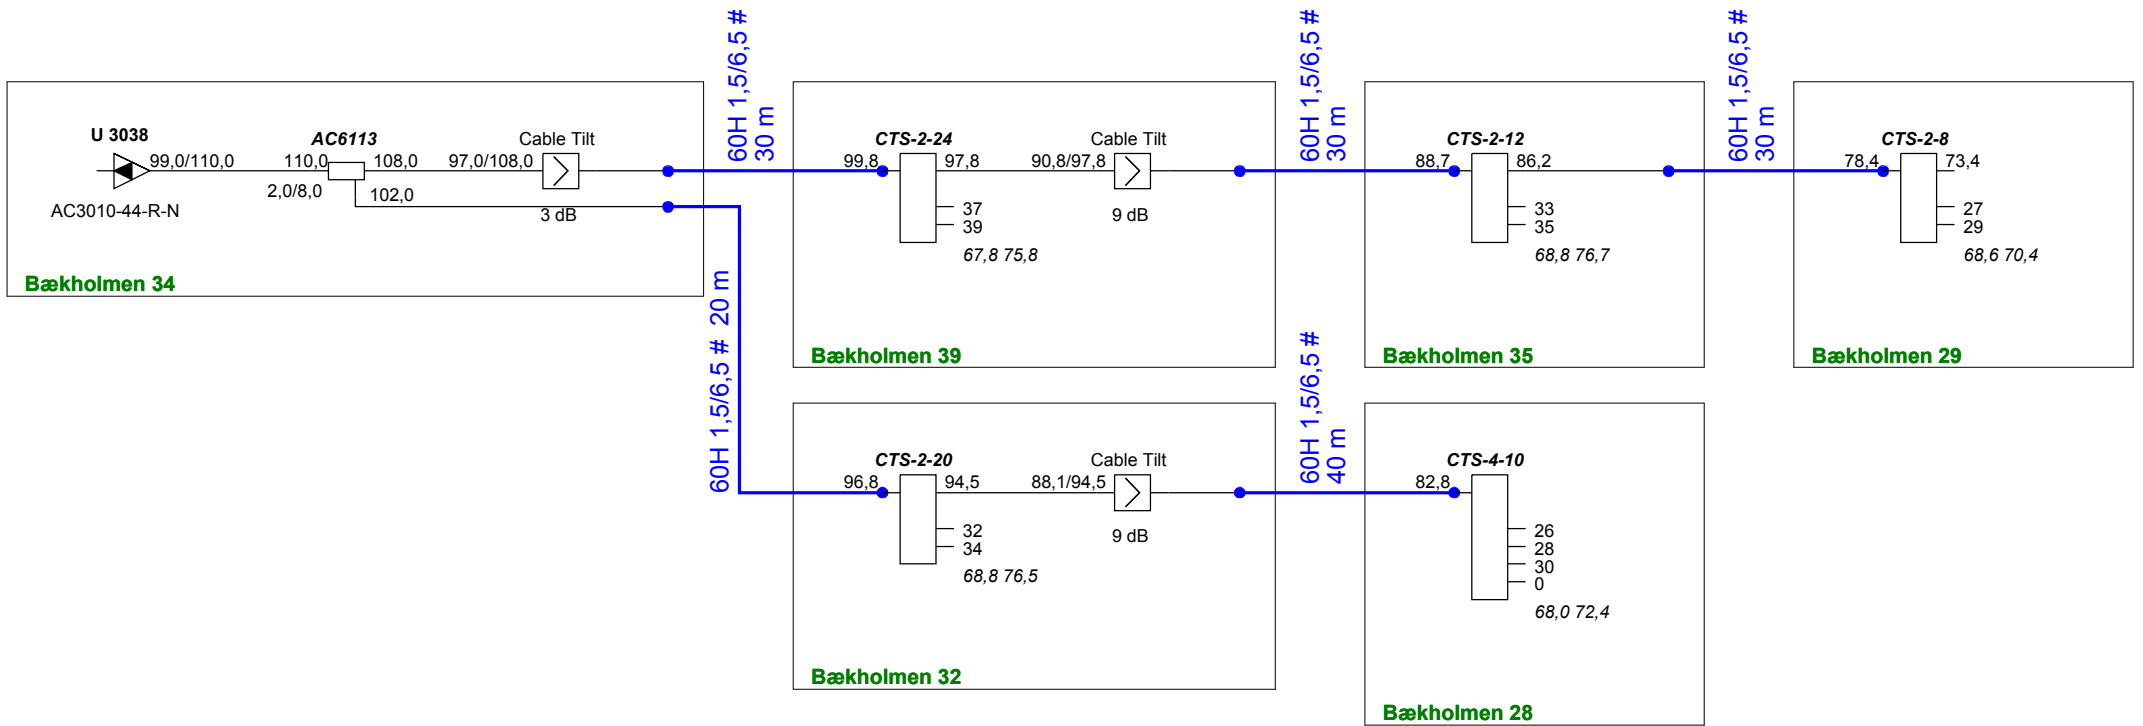 60H 1,5/6,5 #
30 m
60H 1,5/6,5 #
30 m
60H 1,5/6,5 #
30 m
U 3038
99,0/110,0
AC3010-44-R-N
AC6113
110,0
108,0
2,0/8,0
102,0
Cable Tilt
97,0/108,0
3 dB
Bækholmen 34
CTS-2-24
99,8
97,8
37
39
67,8 75,8
Cable Tilt
90,8/97,8
9 dB
Bækholmen 39
CTS-2-12
88,7
86,2
33
35
68,8 76,7
Bækholmen 35
CTS-2-8
78,4
73,4
27
29
68,6 70,4
Bækholmen 29
60H 1,5/6,5 # 20 m
CTS-2-20
96,8
94,5
32
34
68,8 76,5
Cable Tilt
88,1/94,5
9 dB
Bækholmen 32
60H 1,5/6,5 #
40 m
CTS-4-10
82,8
26
28
30
0
68,0 72,4
Bækholmen 28